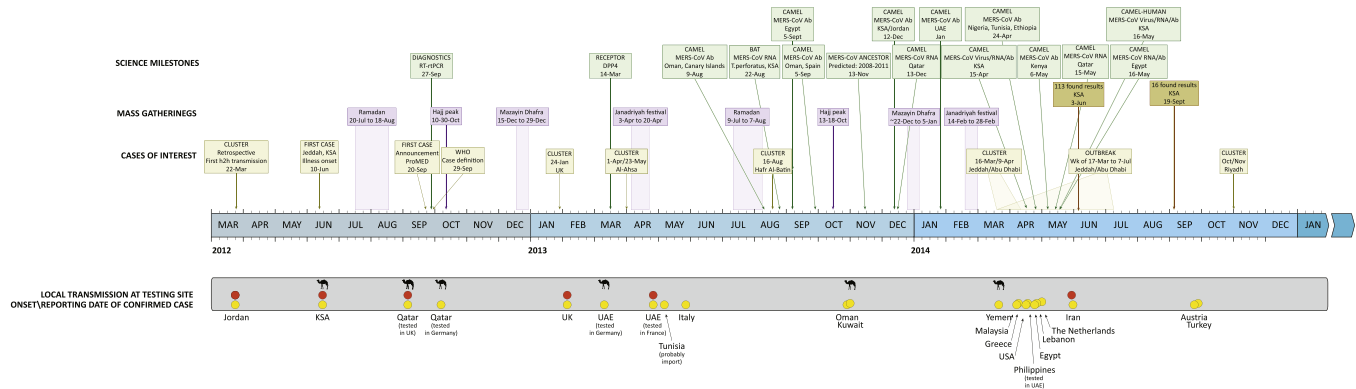 CAMEL
MERS-CoV Ab
Egypt
5-Sept
CAMEL
MERS-CoV Ab
KSA/Jordan
12-Dec
CAMEL
MERS-CoV Ab
UAE
Jan
CAMEL
MERS-CoV Ab
Nigeria, Tunisia, Ethiopia
24-Apr
CAMEL-HUMAN
MERS-CoV Virus/RNA/Ab
KSA
16-May
SCIENCE MILESTONES
DIAGNOSTICS
RT-rtPCR
27-Sep
RECEPTOR
DPP4
14-Mar
CAMEL
MERS-CoV Ab
Oman, Canary Islands
9-Aug
BAT
MERS-CoV RNA
T.perforatus, KSA
22-Aug
CAMEL
MERS-CoV Ab
Oman, Spain
5-Sep
MERS-CoV ANCESTOR
Predicted: 2008-2011
13-Nov
CAMEL
MERS-CoV RNA
Qatar
13-Dec
CAMEL
MERS-CoV Virus/RNA/Ab
KSA
15-Apr
CAMEL
MERS-CoV Ab
Kenya
6-May
CAMEL
MERS-CoV RNA
Qatar
15-May
CAMEL
MERS-CoV RNA/Ab
Egypt
16-May
113 found results
KSA
3-Jun
16 found results
KSA
19-Sept
MASS GATHERINEGS
Ramadan
20-Jul to 18-Aug
Hajj peak
10-30-Oct
Mazayin Dhafra
15-Dec to 29-Dec
Janadriyah festival
3-Apr to 20-Apr
Ramadan
9-Jul to 7-Aug
Hajj peak
13-18-Oct
Mazayin Dhafra
~22-Dec to 5-Jan
Janadriyah festival
14-Feb to 28-Feb
CASES OF INTEREST
CLUSTER
Retrospective
First h2h transmission
22-Mar
FIRST CASE
Jeddah, KSA
Illness onset
10-Jun
FIRST CASE
Announcement
ProMED
20-Sep
WHO
Case definition
29-Sep
CLUSTER
24-Jan
UK
CLUSTER
1-Apr/23-May
Al-Ahsa
CLUSTER
16-Aug
Hafr Al-Batin
CLUSTER
16-Mar/9-Apr
Jeddah/Abu Dhabi
OUTBREAK
Wk of 17-Mar to 7-Jul
Jeddah/Abu Dhabi
CLUSTER
Oct/Nov
Riyadh
MAR APR MAY JUN JUL AUG SEP OCT NOV DEC JAN FEB MAR APR MAY JUN JUL AUG SEP OCT NOV DEC JAN FEB MAR APR MAY JUN JUL AUG SEP OCT NOV DEC JAN
2012 2013 2014
LOCAL TRANSMISSION AT TESTING SITE
ONSET\REPORTING DATE OF CONFIRMED CASE
Jordan
KSA
Qatar
(tested
in UK)
Qatar
(tested
in Germany)
UK
UAE
(tested
in Germany)
UAE
(tested
in France)
Tunisia
(probably
import)
Italy
Oman
Kuwait
Yemen
Malaysia
Greece
USA
Philippines
(tested
in UAE)
Egypt
Lebanon
The Netherlands
Iran
Austria
Turkey